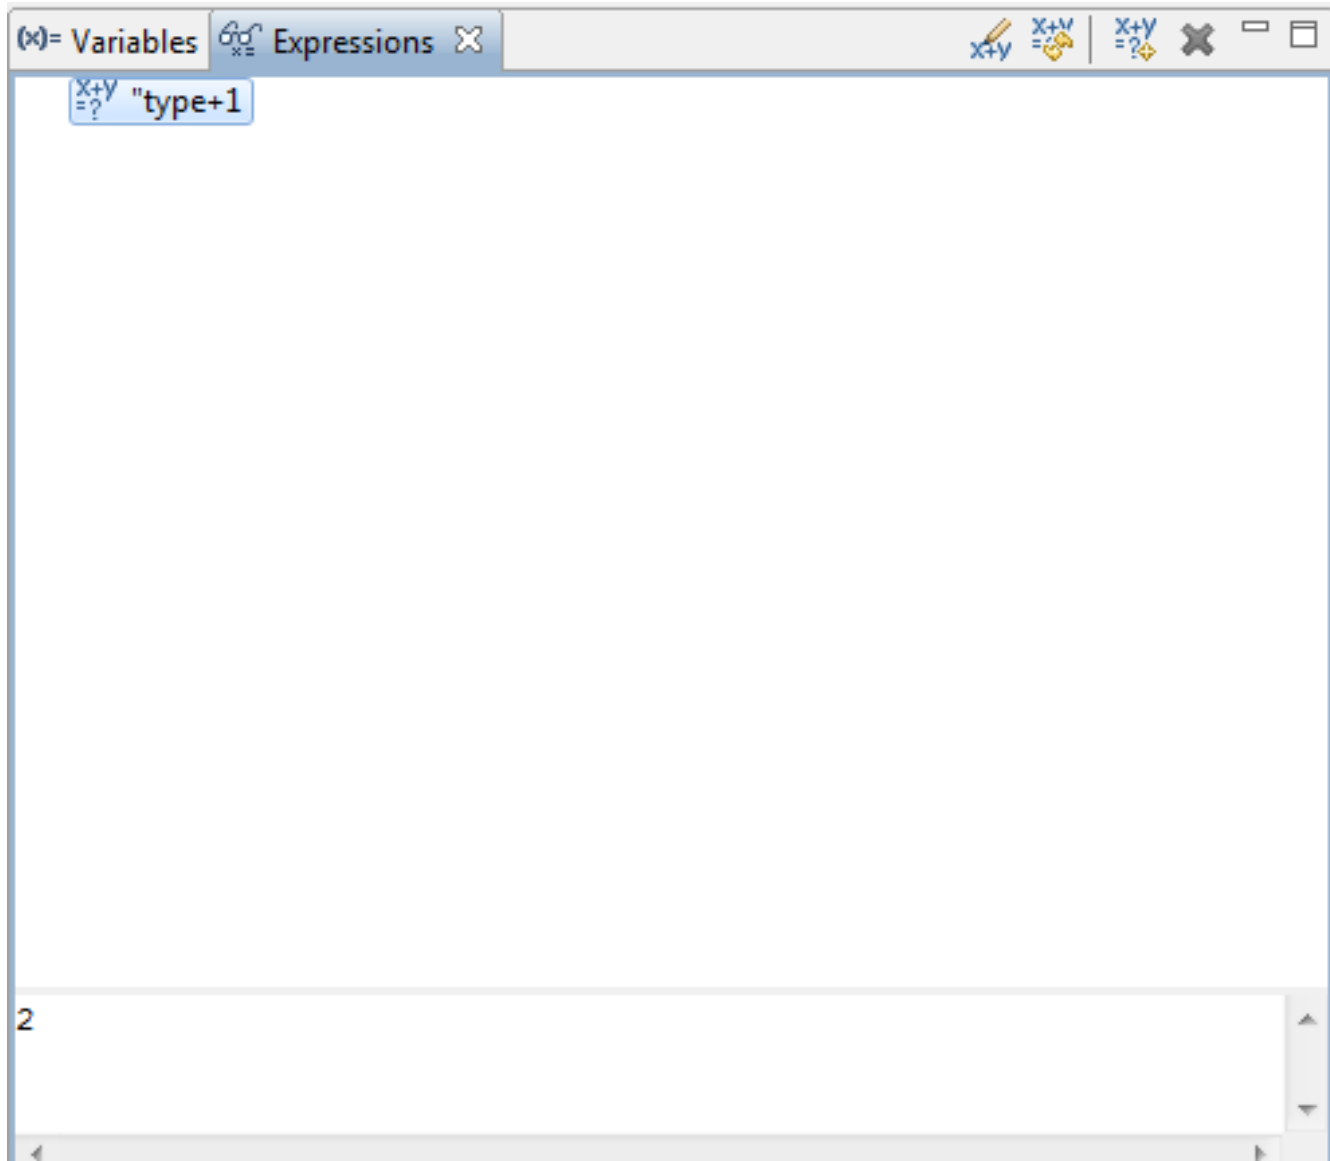 (x)= Variables Expressions
"type+1
2